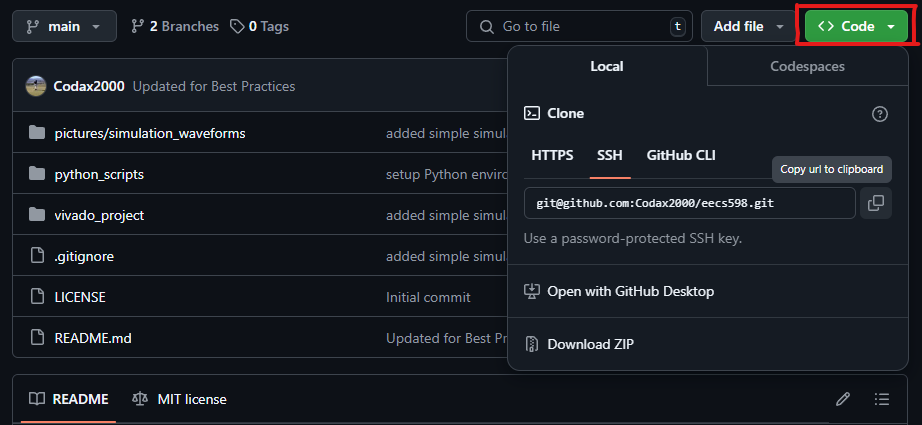 main 2 Branches 0 Tags Go to file t Add file <> Code
Codax2000 Updated for Best Practices
Local Codespaces
Clone
pictures/simulation_waveforms added simple simul
HTTPS SSH GitHub CLI
Copy url to clipboard
python_scripts setup Python enviro
git@github.com:Codax2000/eecs598.git
vivado_project added simple simul
Use a password-protected SSH key.
.gitignore added simple simul
LICENSE Initial commit
Open with GitHub Desktop
README.md Updated for Best Pr
Download ZIP
README MIT license